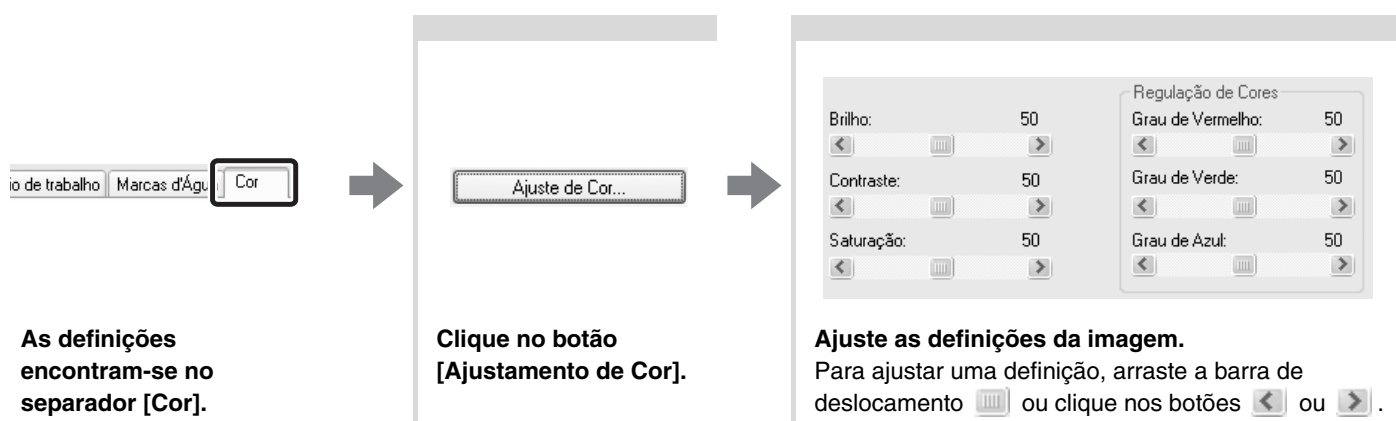 io de trabalho Marcas d'Águ Cor
As definições
encontram-se no
separador [Cor].
Ajuste de Cor...
Clique no botão
[Ajustamento de Cor].
Regulação de Cores
Brilho: 50 Grau de Vermelho: 50
Contraste: 50 Grau de Verde: 50
Saturação: 50 Grau de Azul: 50
Ajuste as definições da imagem.
Para ajustar uma definição, arraste a barra de
deslocamento ou clique nos botões < ou > .